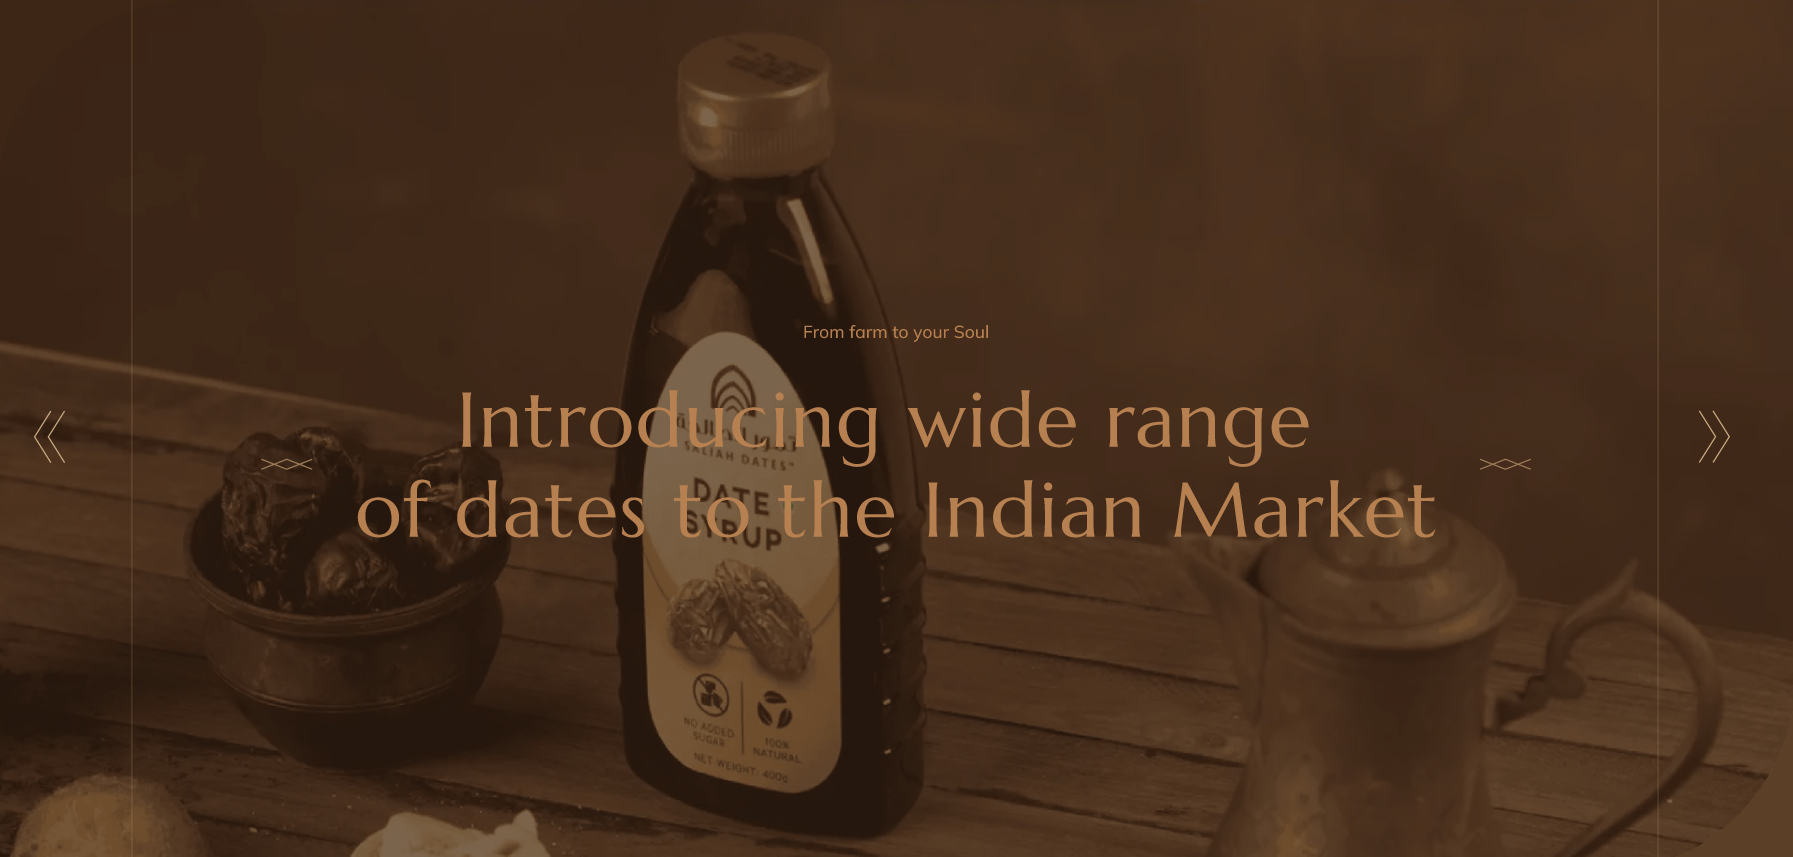 From farm to your Soul
Introducing wide range
of dates to the Indian Market
SALIAH DATES
DATE
SYRUP
NO ADDED
SUGAR
100%
NATURAL
NET WEIGHT: 400g